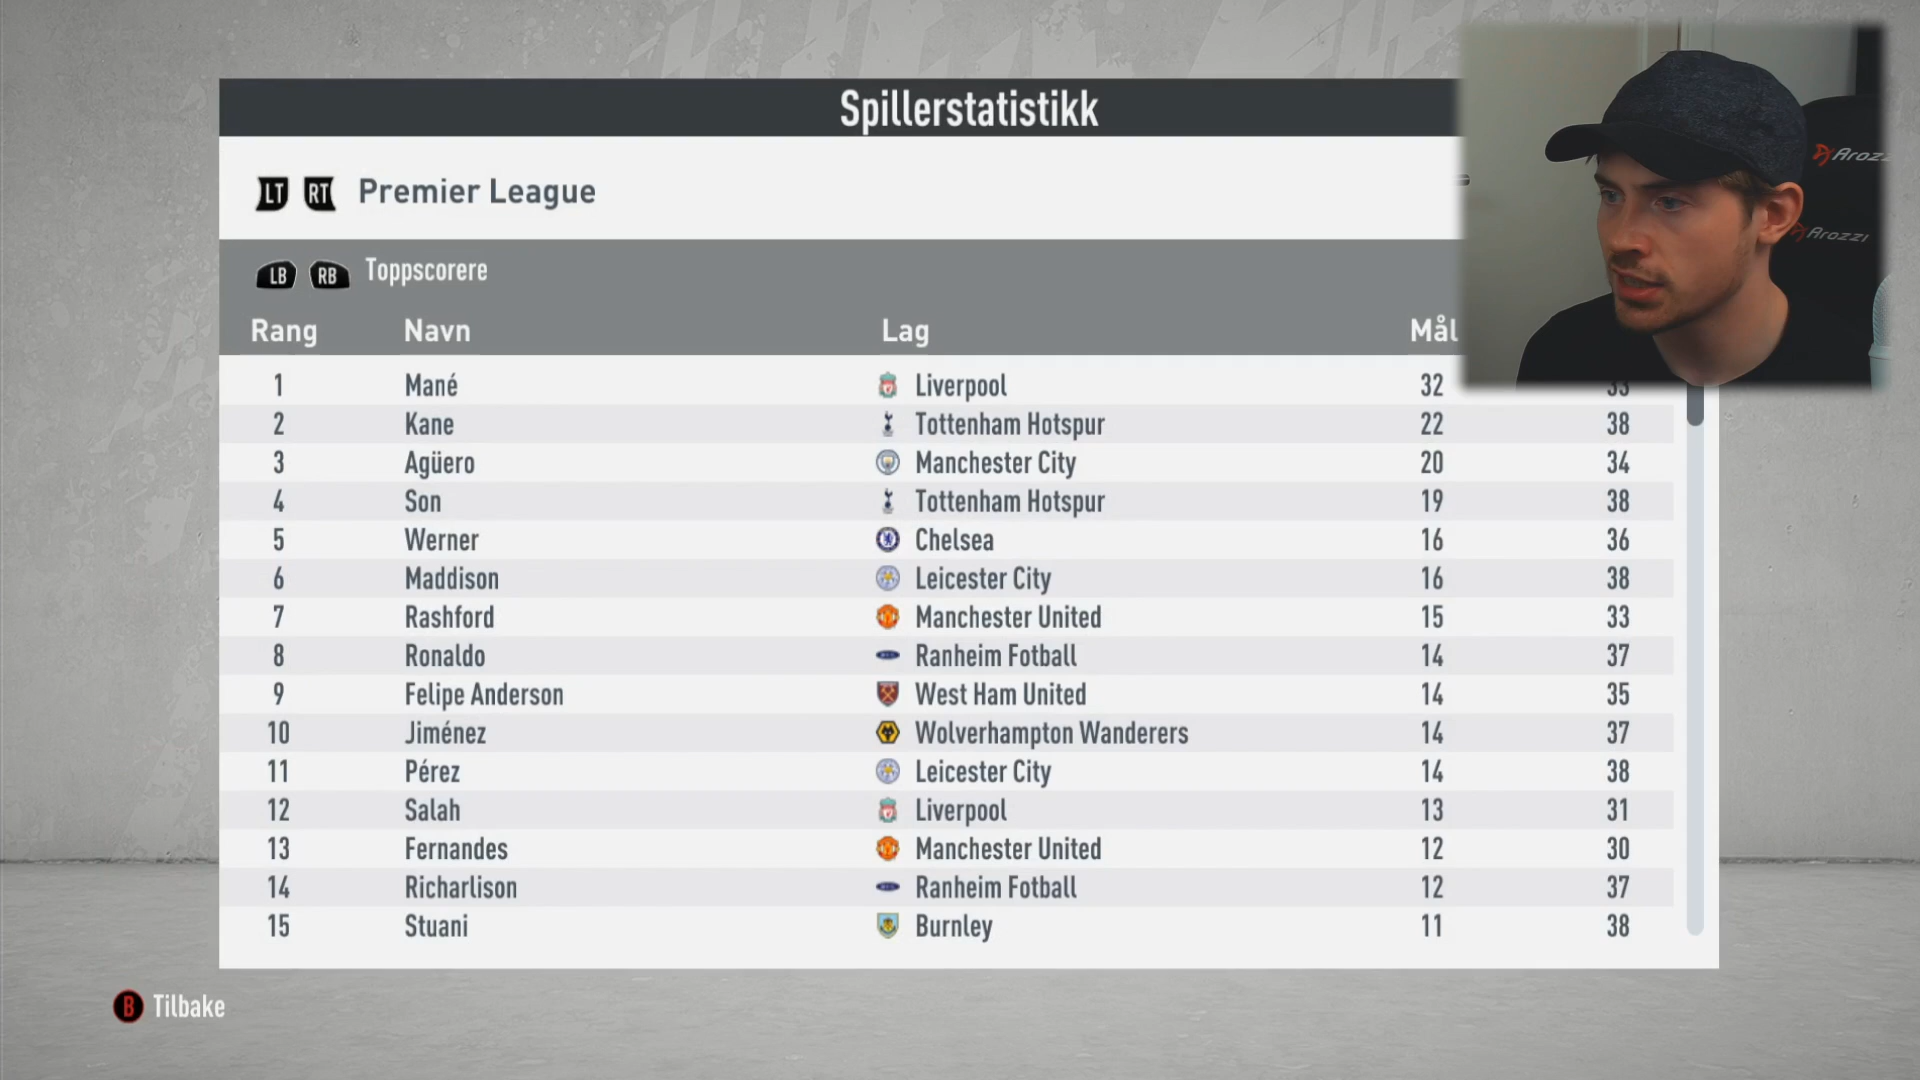 Spillerstatistikk
LT RT Premier League
LB RB Toppscorere
Rang Navn Lag Mål
1 Mané Liverpool 32 33
2 Kane Tottenham Hotspur 22 38
3 Agüero Manchester City 20 34
4 Son Tottenham Hotspur 19 38
5 Werner Chelsea 16 36
6 Maddison Leicester City 16 38
7 Rashford Manchester United 15 33
8 Ronaldo Ranheim Fotball 14 37
9 Felipe Anderson West Ham United 14 35
10 Jiménez Wolverhampton Wanderers 14 37
11 Pérez Leicester City 14 38
12 Salah Liverpool 13 31
13 Fernandes Manchester United 12 30
14 Richarlison Ranheim Fotball 12 37
15 Stuani Burnley 11 38
B Tilbake
Arozzi
Arozzi